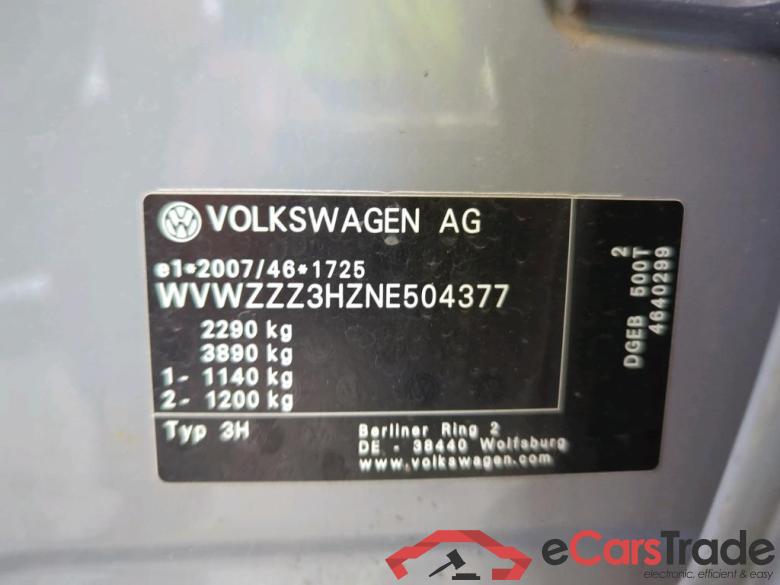 VOLKSWAGEN AG
e1*2007/46*1725
WVWZZZ3HZNE504377
2290 kg
3890 kg
1- 1140 kg
2- 1200 kg
Typ 3H
Berliner Ring 2
DE - 38440 Wolfsburg
www.volkswagen.com
2
DGEB 500T
4640299
eCarsTrade
electronic, efficient & easy